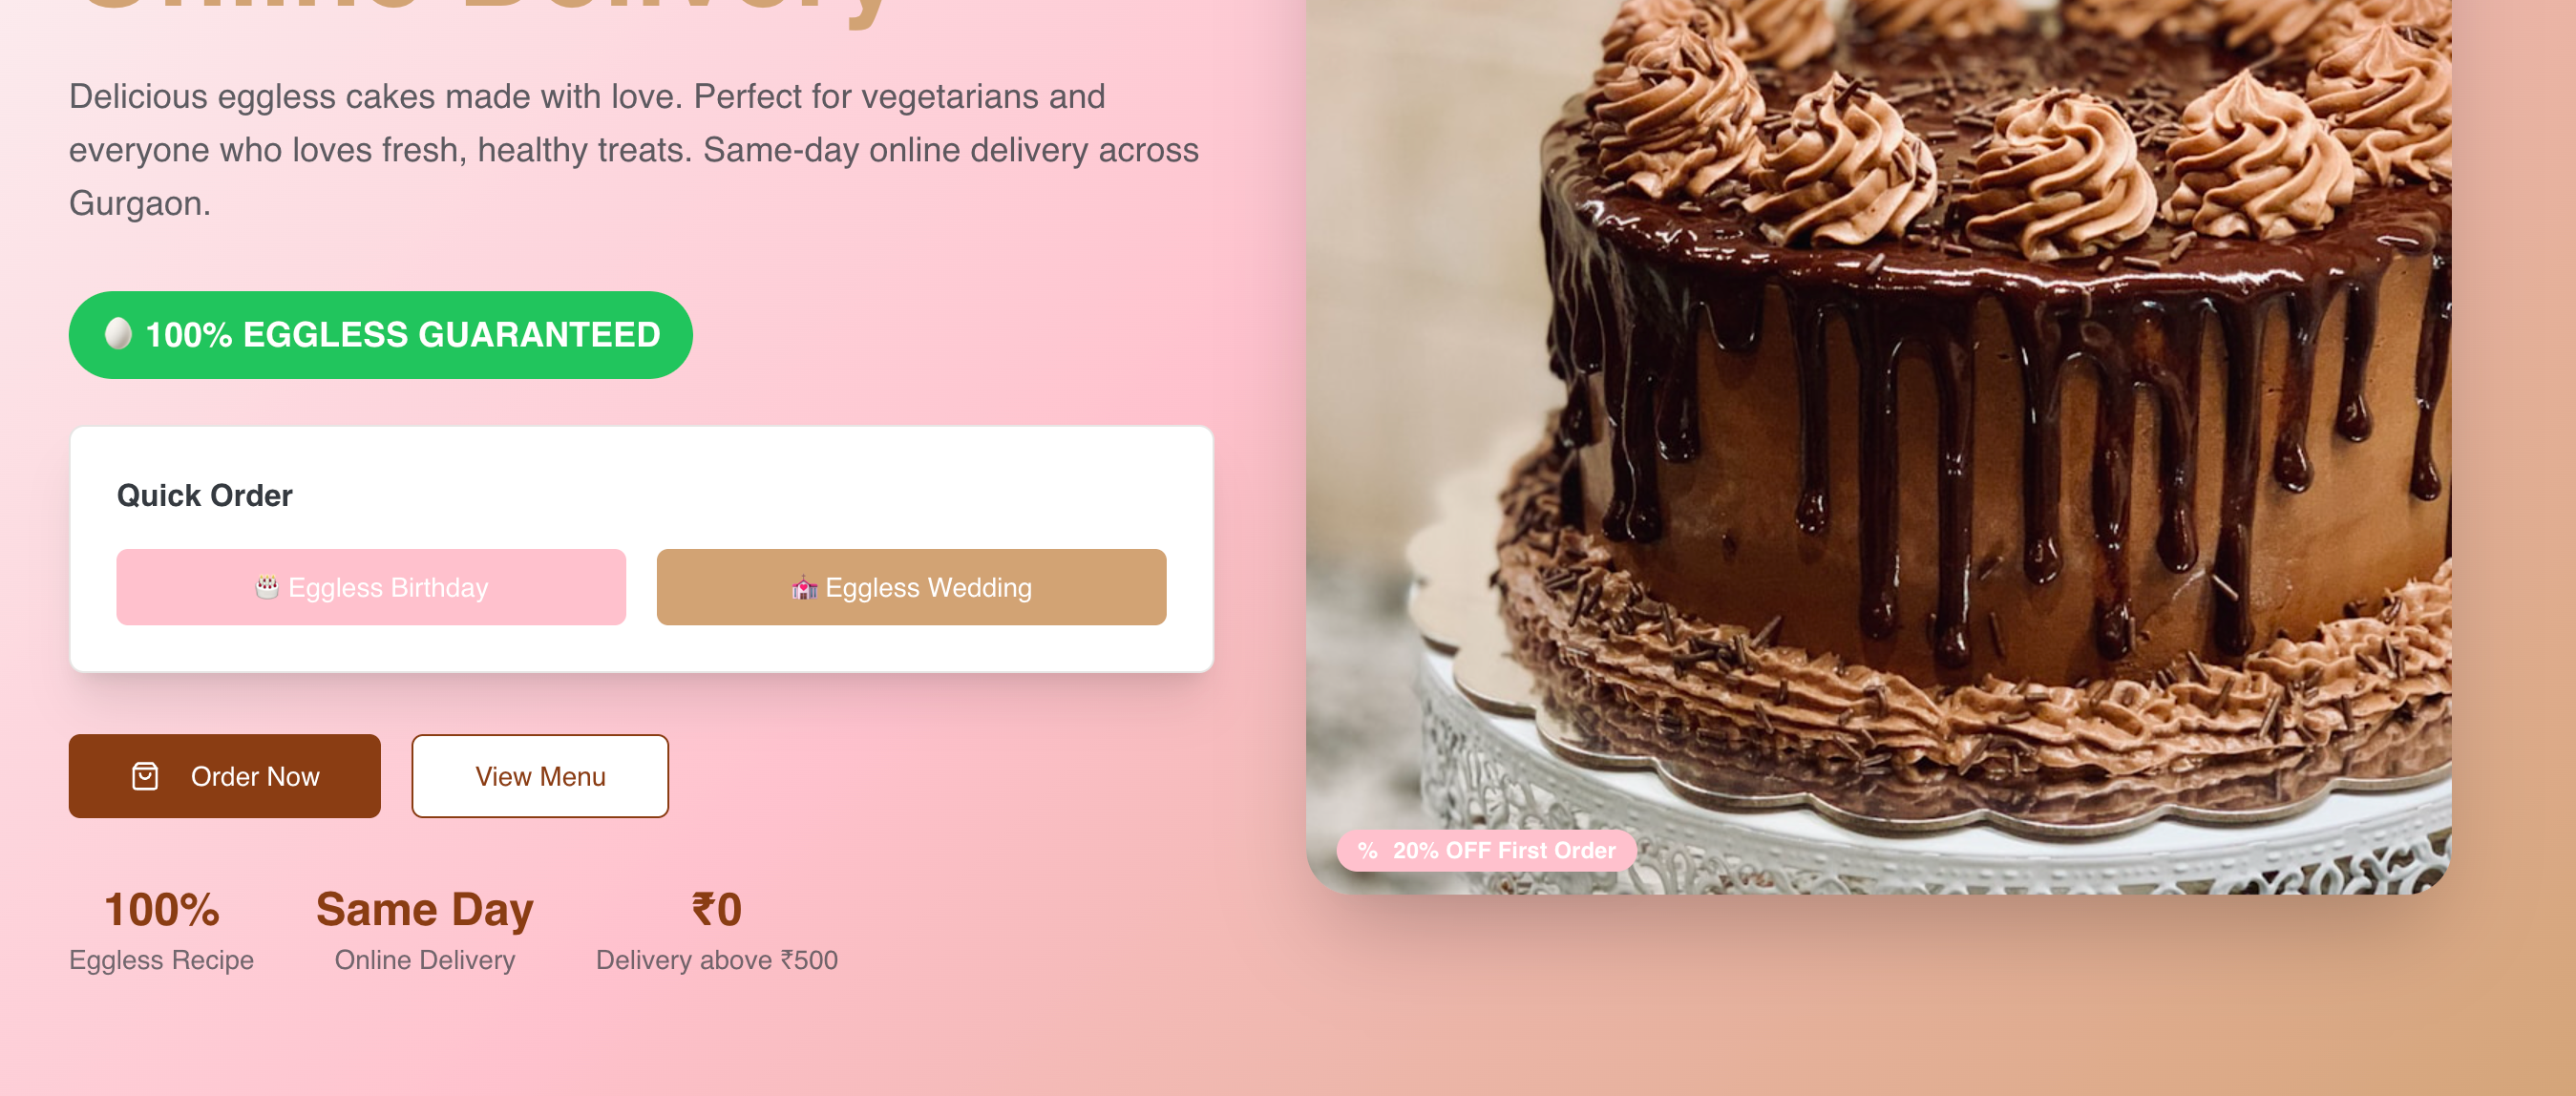 Online Delivery
Delicious eggless cakes made with love. Perfect for vegetarians and
everyone who loves fresh, healthy treats. Same-day online delivery across
Gurgaon.
🥚 100% EGGLESS GUARANTEED
Quick Order
🎂 Eggless Birthday
💒 Eggless Wedding
Order Now
View Menu
% 20% OFF First Order
100%
Eggless Recipe
Same Day
Online Delivery
₹0
Delivery above ₹500